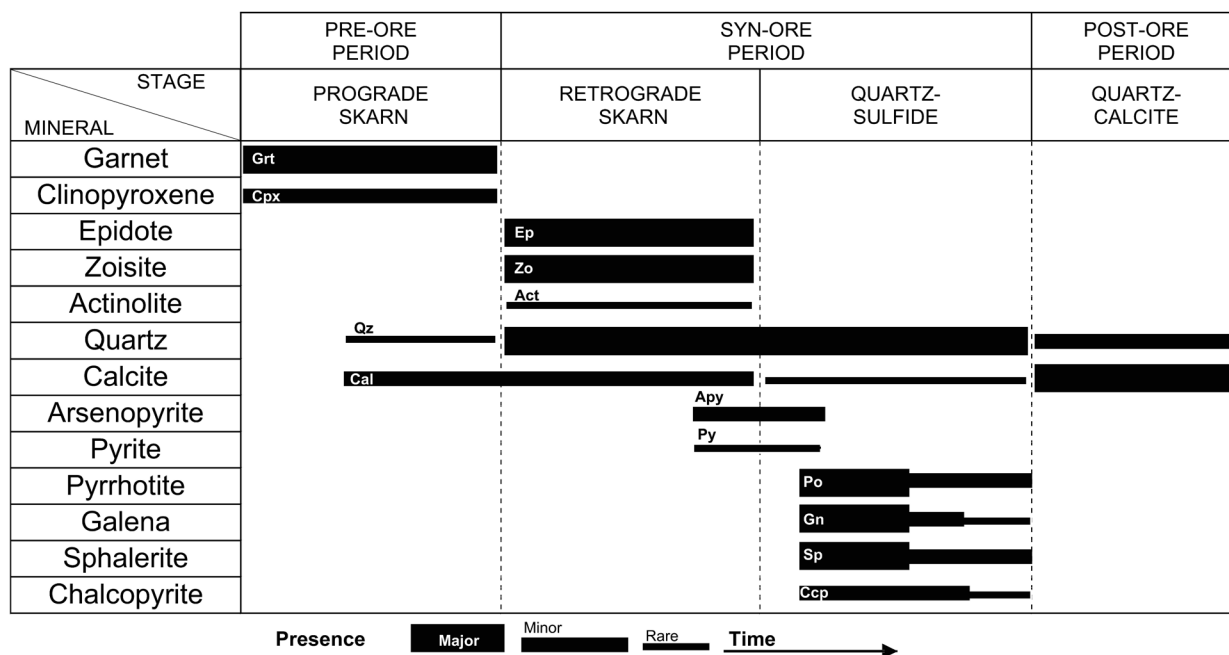 PRE-ORE
PERIOD
SYN-ORE
PERIOD
POST-ORE
PERIOD
STAGE
MINERAL
PROGRADE
SKARN
RETROGRADE
SKARN
QUARTZ-
SULFIDE
QUARTZ-
CALCITE
Garnet
Grt
Clinopyroxene
Cpx
Epidote
Ep
Zoisite
Zo
Actinolite
Act
Quartz
Qz
Calcite
Cal
Arsenopyrite
Apy
Pyrite
Py
Pyrrhotite
Po
Galena
Gn
Sphalerite
Sp
Chalcopyrite
Ccp
Presence Major Minor Rare Time